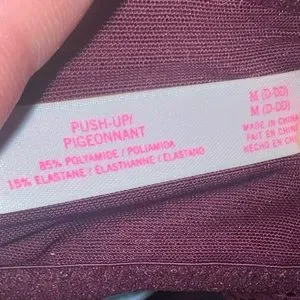 PUSH-UP/
PIGEONNANT
85% POLYAMIDE / POLIAMIDA
15% ELASTANE / ÉLASTHANNE / ELASTANO
M (D-DD)
M (D-DD)
MADE IN CHINA
FAIT EN CHINE
HECHO EN CHI